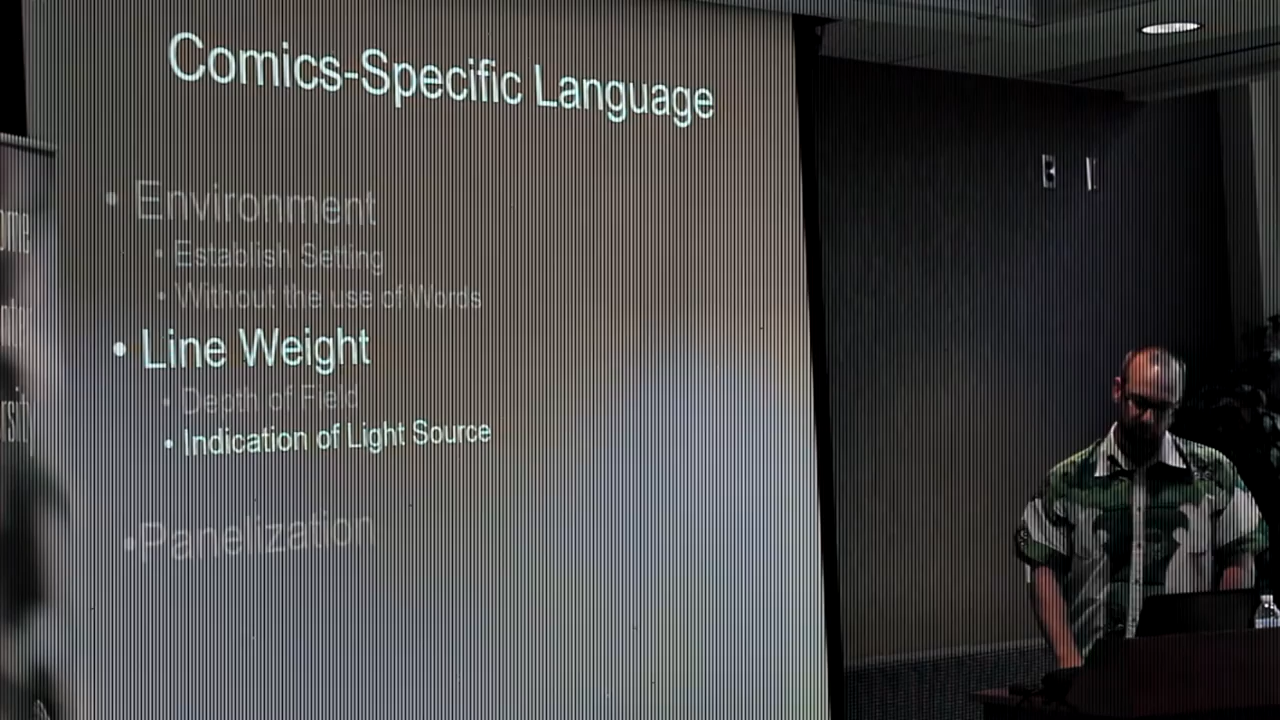 Comics-Specific Language
• Environment
• Establish Setting
• Without the use of Words
• Line Weight
• Depth of Field
• Indication of Light Source
•Panelization